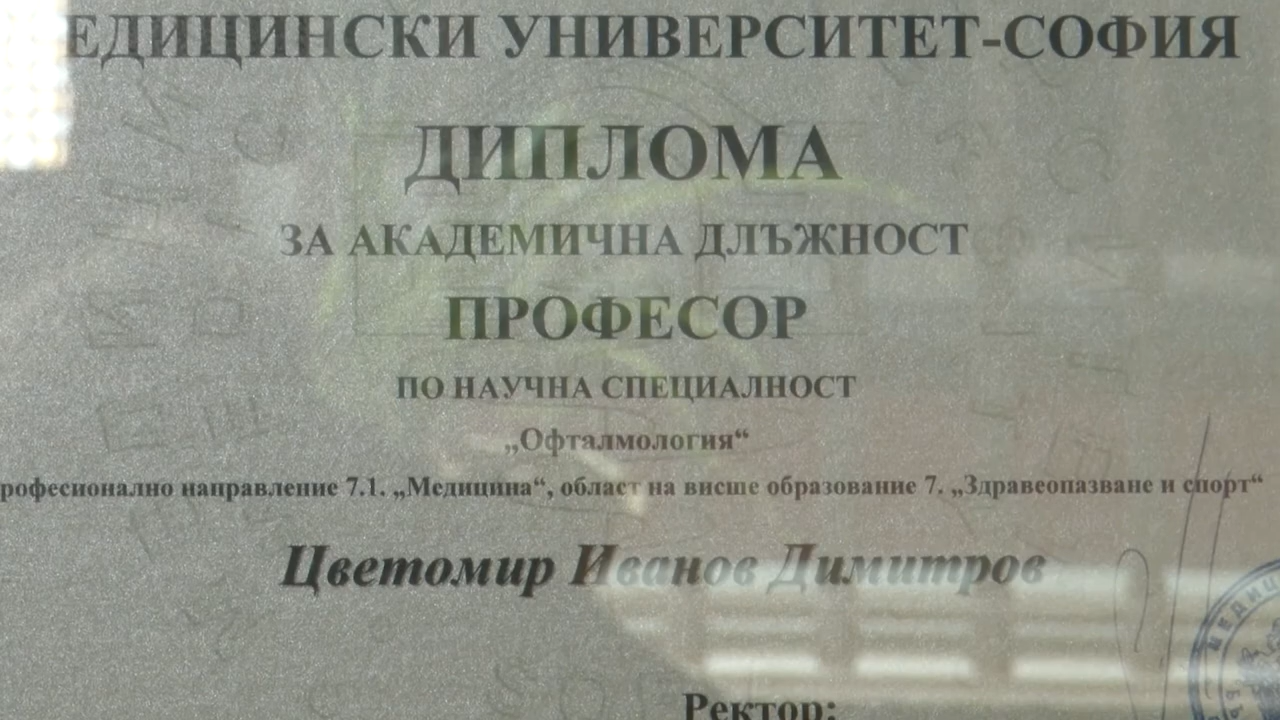 ЕДИЦИНСКИ УНИВЕРСИТЕТ-СОФИЯ
ДИПЛОМА
ЗА АКАДЕМИЧНА ДЛЪЖНОСТ
ПРОФЕСОР
ПО НАУЧНА СПЕЦИАЛНОСТ
„Офталмология“
рофесионално направление 7.1. „Медицина“, област на висше образование 7. „Здравеопазване и спорт“
Цветомир Иванов Димитров
МЕДИЦ
Ректор: